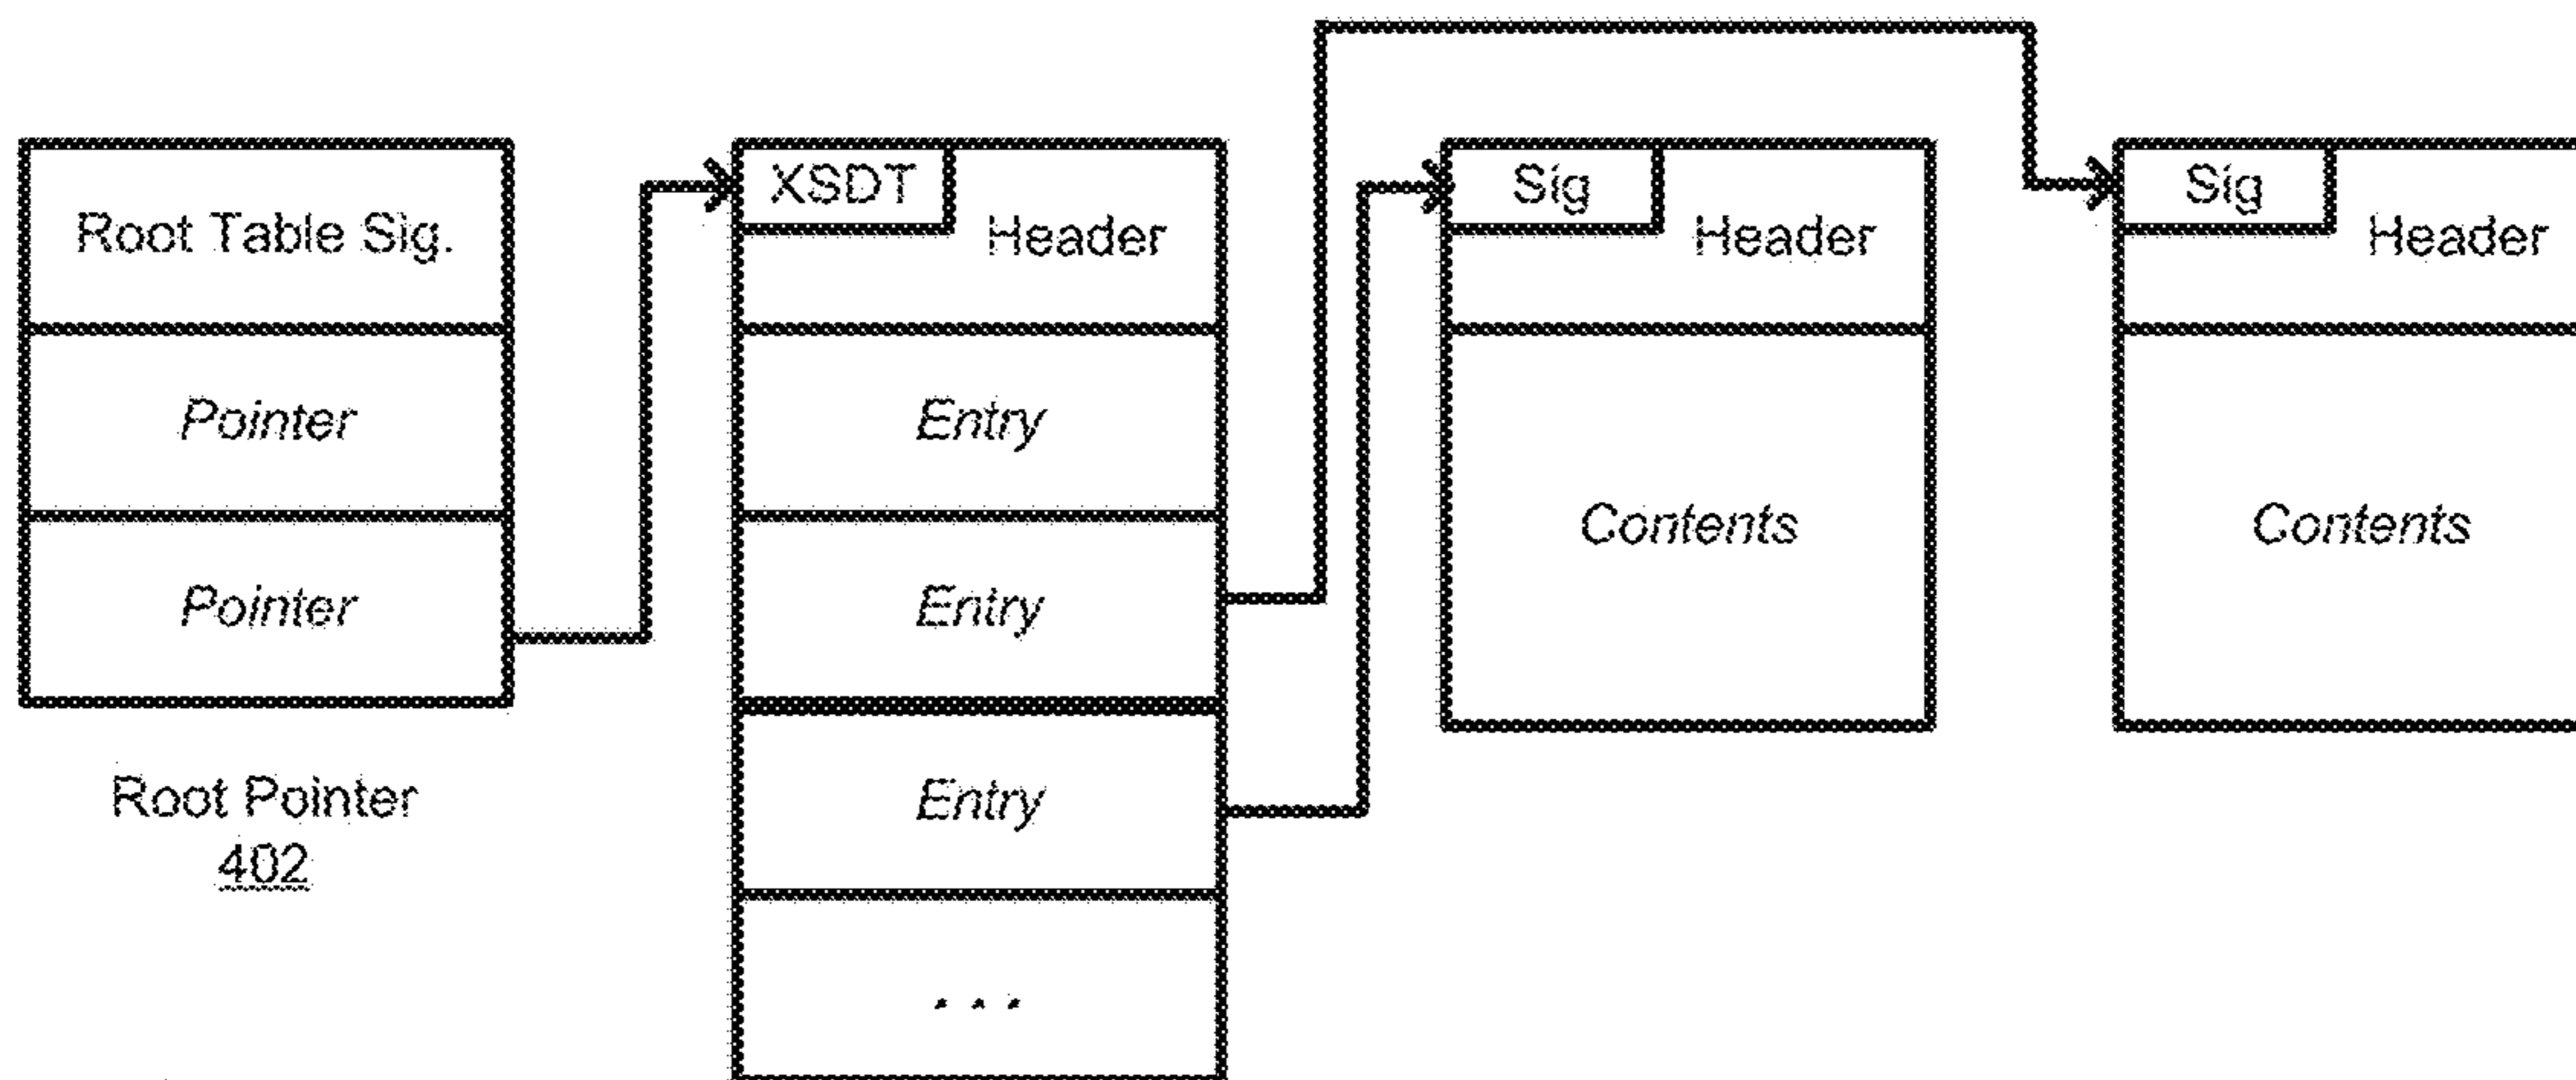 Root Table Sig.
Pointer
Pointer
Root Pointer
402
XSDT
Header
Entry
Entry
Entry
...
Sig
Header
Contents
Sig
Header
Contents